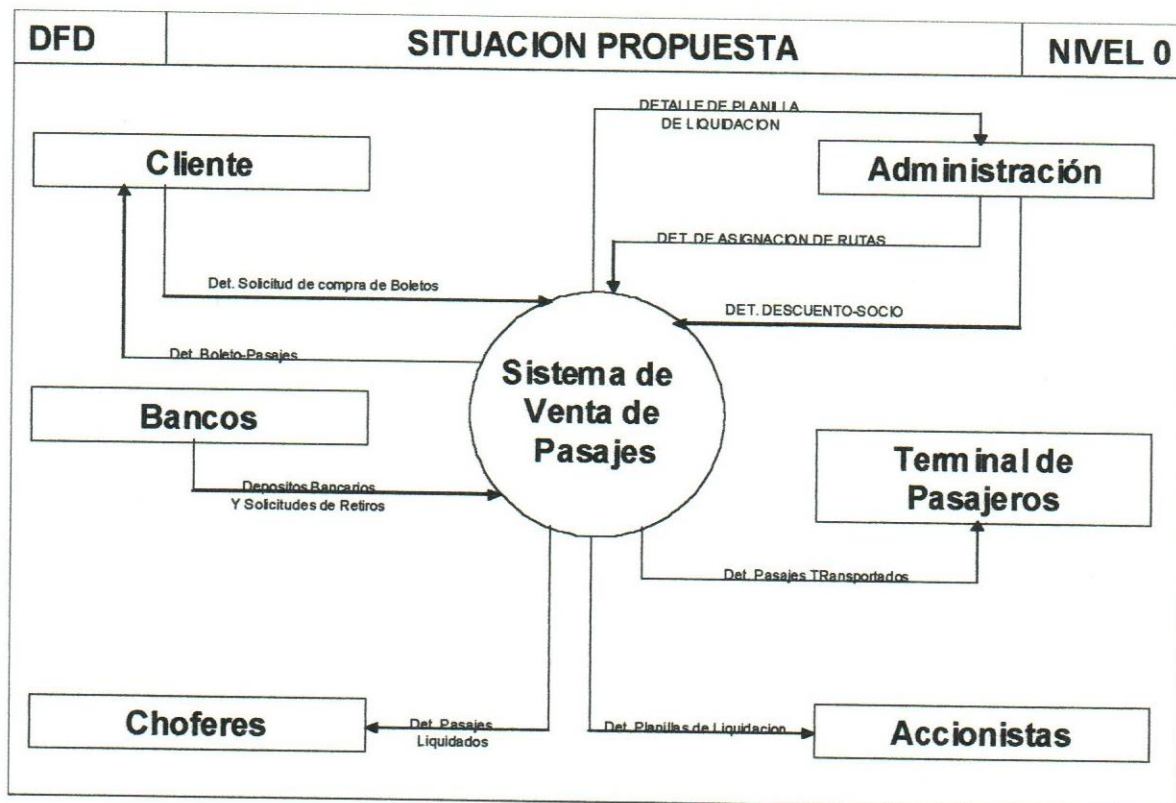 DFD
SITUACION PROPUESTA
NIVEL 0
DETALLE DE PLANILLA
DE LIQUIDACION
Cliente
Administración
DET. DE ASIGNACION DE RUTAS
Det. Solicitud de compra de Boletos
DET. DESCUENTO-SOCIO
Det. Boleto-Pasajes
Sistema de
Venta de
Pasajes
Bancos
Terminal de
Pasajeros
Depositos Bancarios
Y Solicitudes de Retiros
Det. Pasajes TRansportados
Choferes
Det. Pasajes
Liquidados
Det. Planillas de Liquidacion
Accionistas